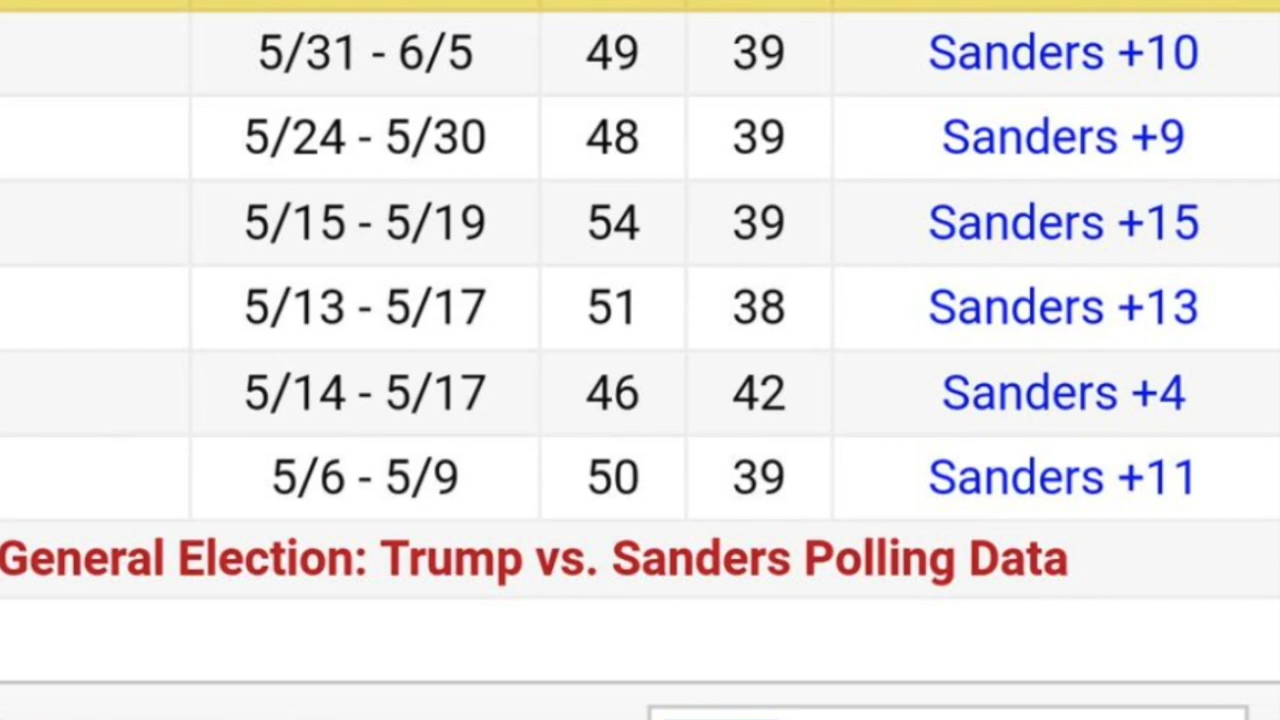 5/31 - 6/5 49 39 Sanders +10
5/24 - 5/30 48 39 Sanders +9
5/15 - 5/19 54 39 Sanders +15
5/13 - 5/17 51 38 Sanders +13
5/14 - 5/17 46 42 Sanders +4
5/6 - 5/9 50 39 Sanders +11
General Election: Trump vs. Sanders Polling Data